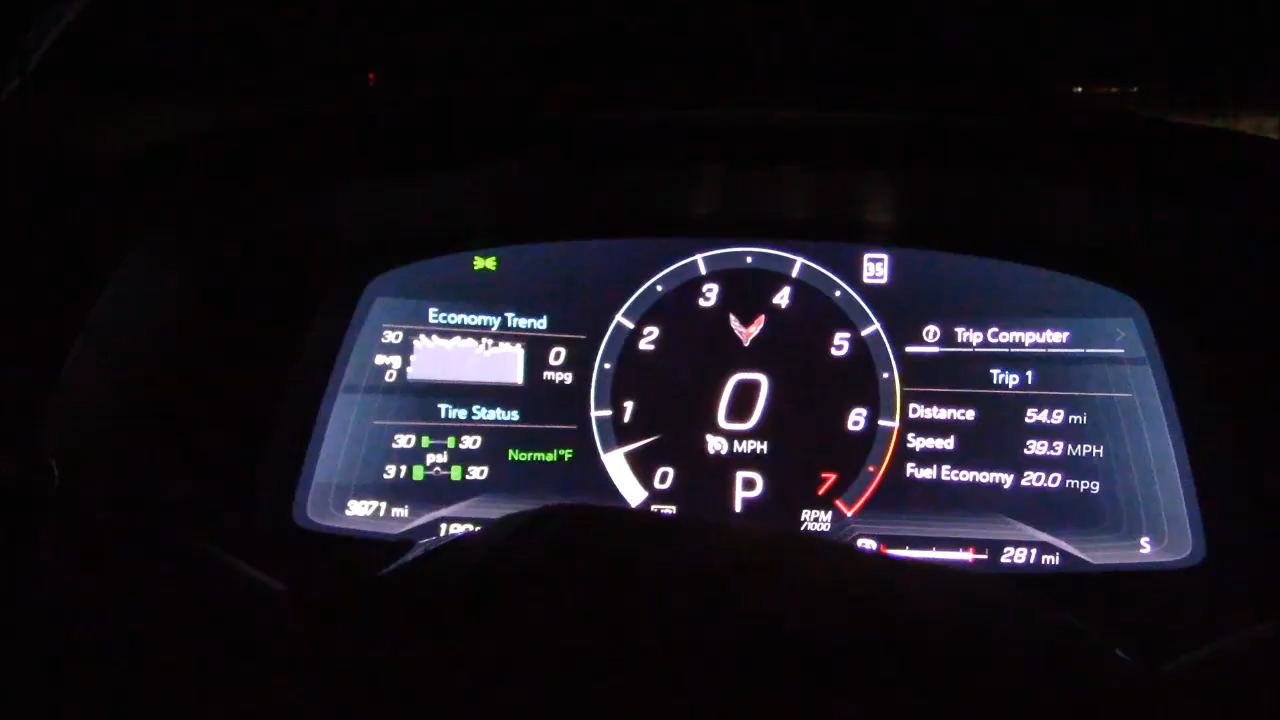 35
Economy Trend
30
avg
0
0
mpg
Tire Status
30 30
psi
31 30
Normal °F
3971 mi
3 4
2 5
1 6
0 7
0
MPH
P
RPM
/1000
Trip Computer
Trip 1
Distance 54.9 mi
Speed 39.3 MPH
Fuel Economy 20.0 mpg
281 mi
S